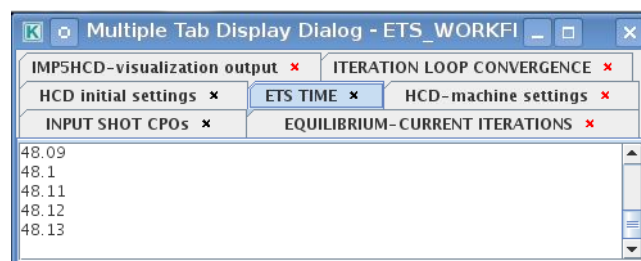 Multiple Tab Display Dialog - ETS_WORKFI
IMP5HCD-visualization output × ITERATION LOOP CONVERGENCE ×
HCD initial settings × ETS TIME × HCD-machine settings ×
INPUT SHOT CPOs × EQUILIBRIUM-CURRENT ITERATIONS ×
48.09
48.1
48.11
48.12
48.13